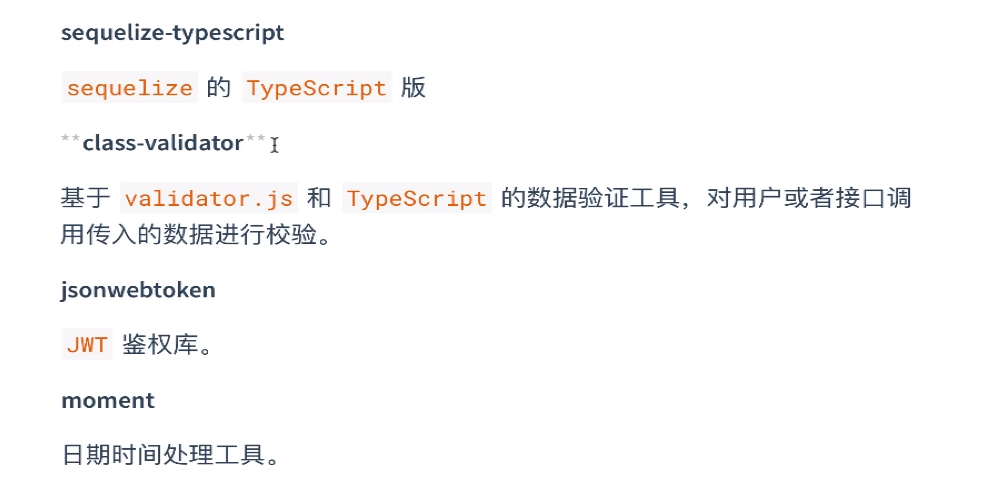 sequelize-typescript
sequelize 的 TypeScript 版
**class-validator**
基于 validator.js 和 TypeScript 的数据验证工具，对用户或者接口调
用传入的数据进行校验。
jsonwebtoken
JWT 鉴权库。
moment
日期时间处理工具。